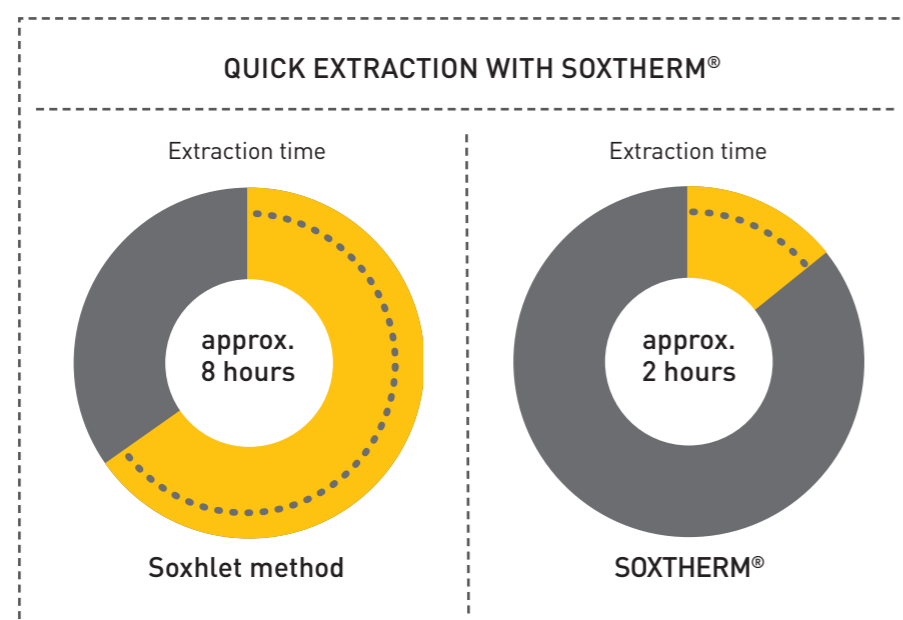 QUICK EXTRACTION WITH SOXTHERM®
Extraction time
approx.
8 hours
Soxhlet method
Extraction time
approx.
2 hours
SOXTHERM®